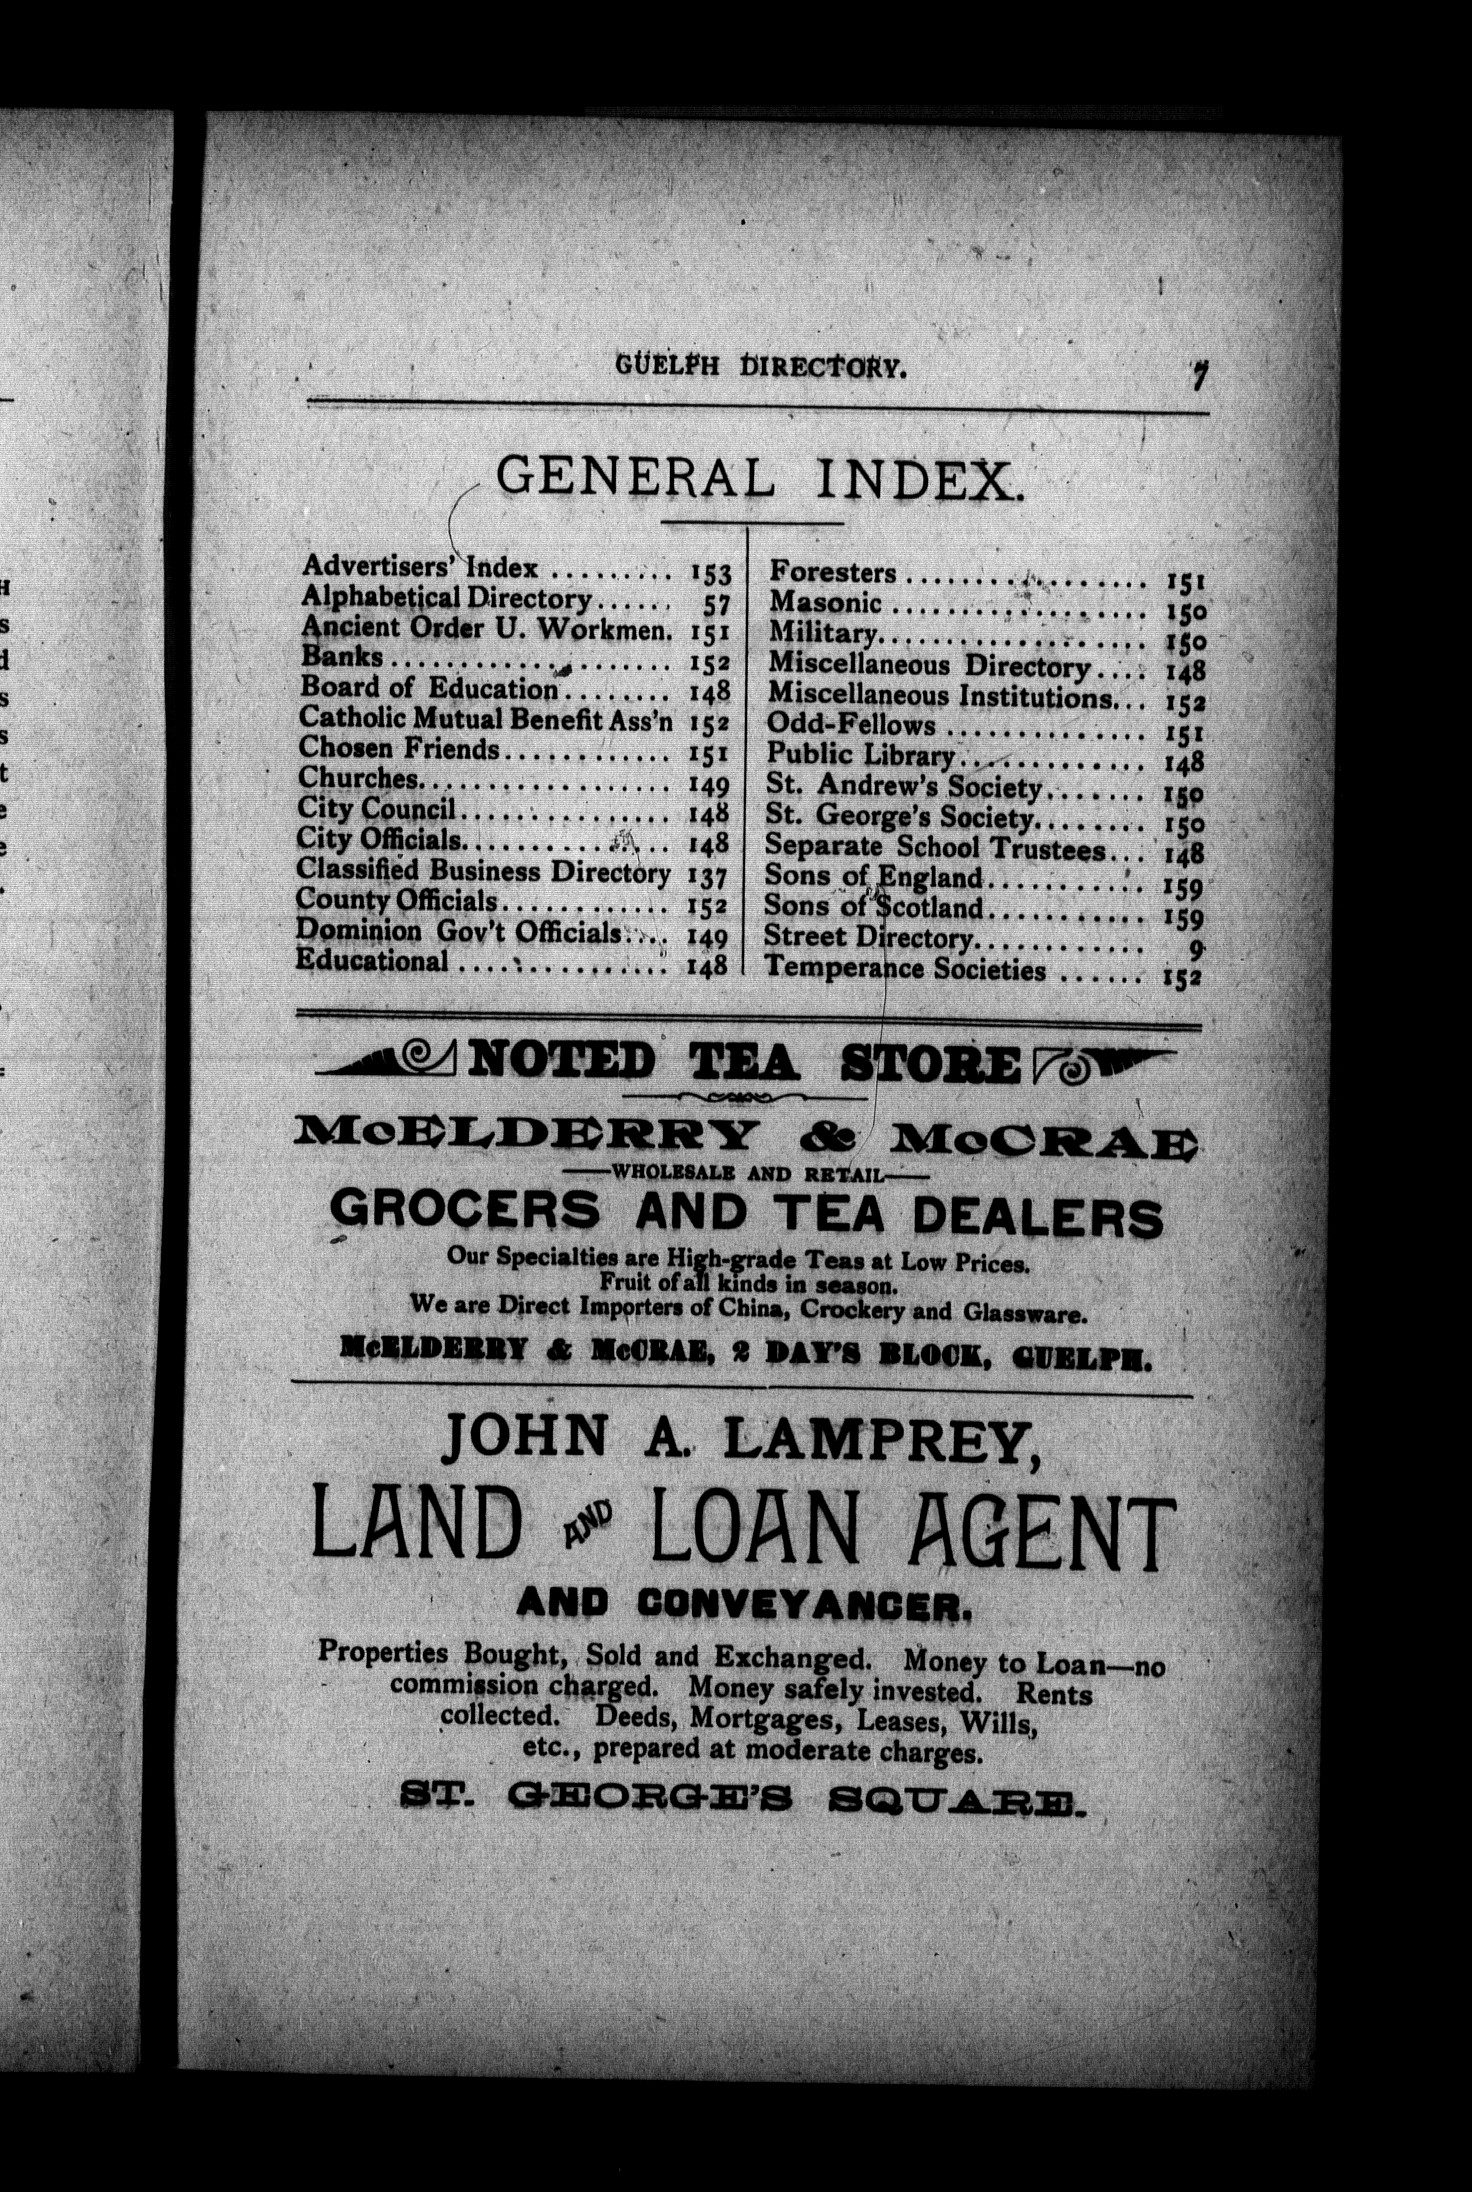 GUELPH DIRECTORY. 7
GENERAL INDEX.
Advertisers' Index ......... 153
Alphabetical Directory...... 57
Ancient Order U. Workmen. 151
Banks..................... 152
Board of Education........ 148
Catholic Mutual Benefit Ass'n 152
Chosen Friends............ 151
Churches................... 149
City Council................ 148
City Officials................ 148
Classified Business Directory 137
County Officials............. 152
Dominion Gov't Officials.... 149
Educational ................ 148
Foresters .................. 151
Masonic ................... 150
Military.................... 150
Miscellaneous Directory.... 148
Miscellaneous Institutions... 152
Odd-Fellows ............... 151
Public Library.............. 148
St. Andrew's Society....... 150
St. George's Society........ 150
Separate School Trustees... 148
Sons of England............ 159
Sons of Scotland............ 159
Street Directory............. 9
Temperance Societies ...... 152
NOTED TEA STORE
McELDERRY & McCRAE
WHOLESALE AND RETAIL
GROCERS AND TEA DEALERS
Our Specialties are High-grade Teas at Low Prices.
Fruit of all kinds in season.
We are Direct Importers of China, Crockery and Glassware.
McELDERRY & McCRAE, 2 DAY'S BLOCK, GUELPH.
JOHN A. LAMPREY,
LAND AND LOAN AGENT
AND CONVEYANCER.
Properties Bought, Sold and Exchanged. Money to Loan—no
commission charged. Money safely invested. Rents
collected. Deeds, Mortgages, Leases, Wills,
etc., prepared at moderate charges.
ST. GEORGE'S SQUARE.